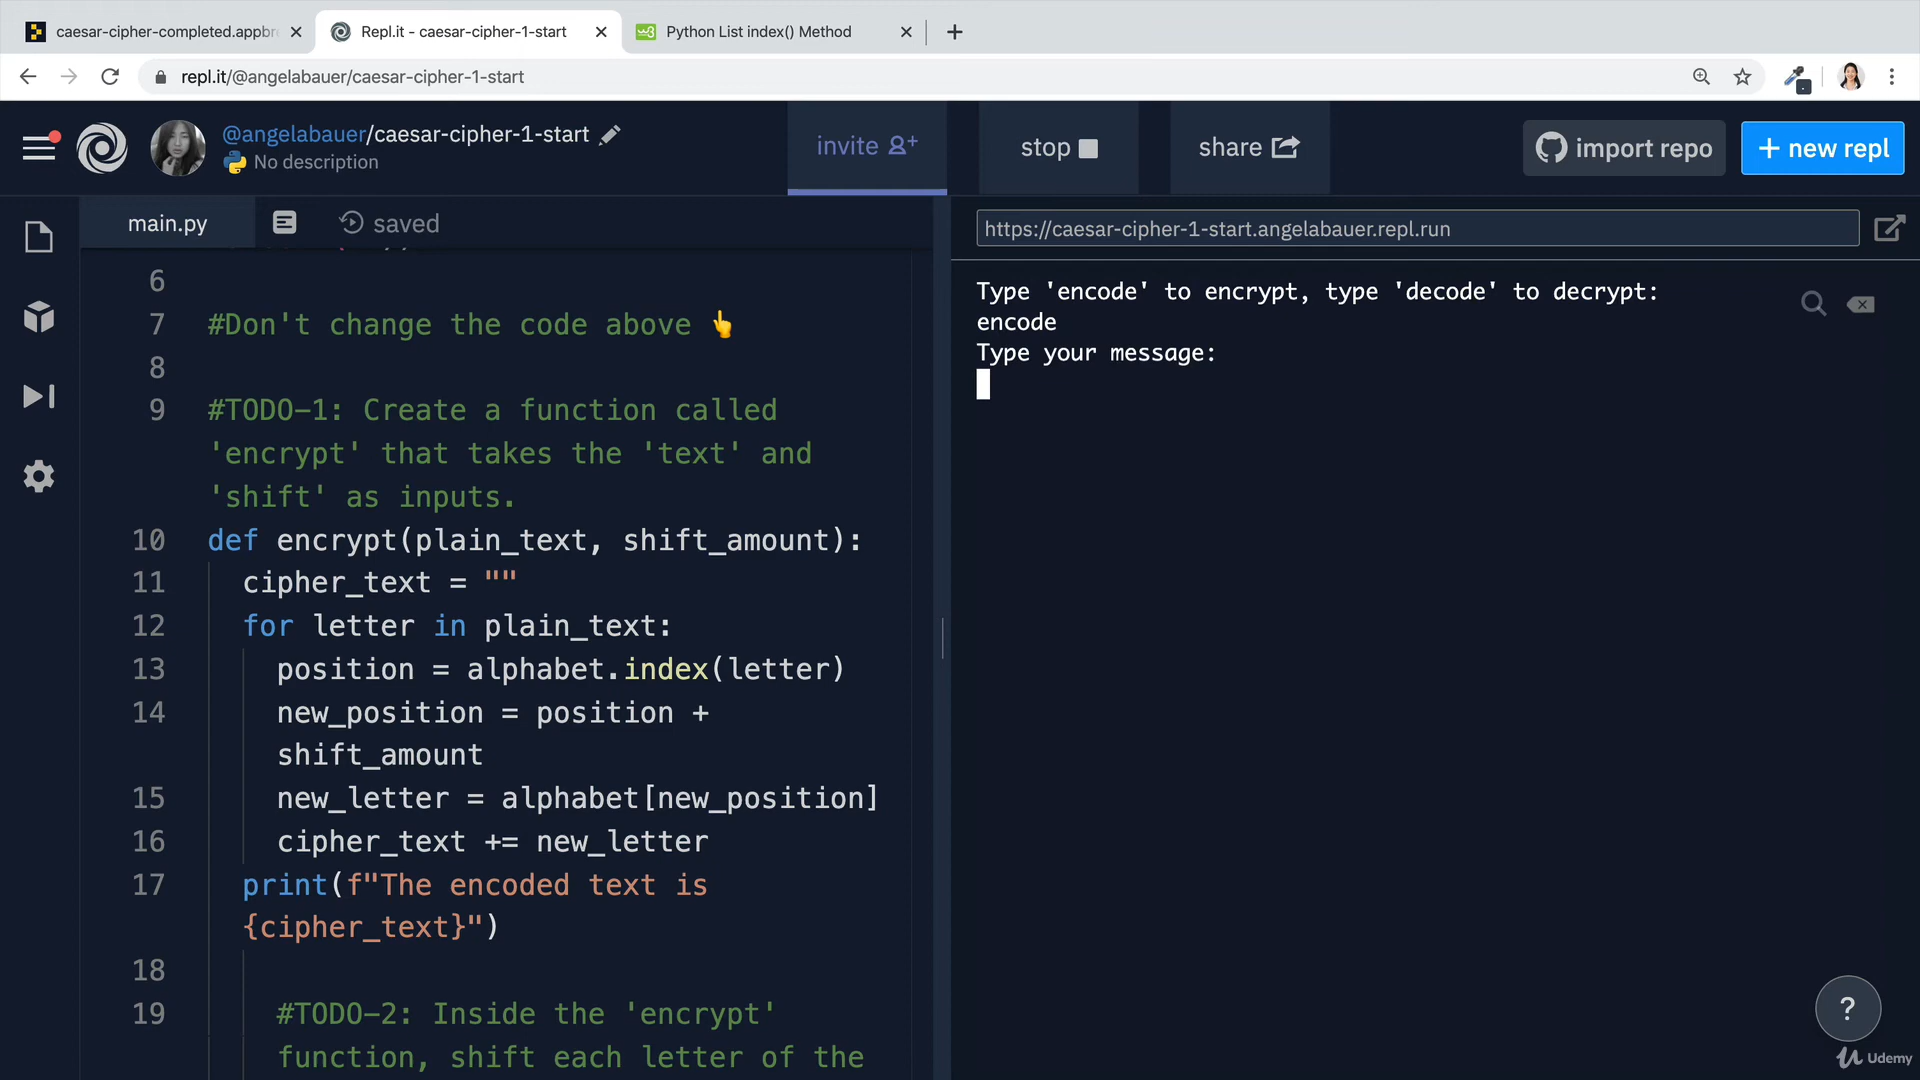 caesar-cipher-completed.appbre
Repl.it - caesar-cipher-1-start
Python List index() Method
repl.it/@angelabauer/caesar-cipher-1-start
@angelabauer/caesar-cipher-1-start
No description
invite
stop
share
import repo
+ new repl
main.py
saved
https://caesar-cipher-1-start.angelabauer.repl.run
6
7 #Don't change the code above 👆
8
9 #TODO-1: Create a function called
'encrypt' that takes the 'text' and
'shift' as inputs.
10 def encrypt(plain_text, shift_amount):
11 cipher_text = ""
12 for letter in plain_text:
13 position = alphabet.index(letter)
14 new_position = position +
shift_amount
15 new_letter = alphabet[new_position]
16 cipher_text += new_letter
17 print(f"The encoded text is
{cipher_text}")
18
19 #TODO-2: Inside the 'encrypt'
function, shift each letter of the
Type 'encode' to encrypt, type 'decode' to decrypt:
encode
Type your message:
?
Udemy